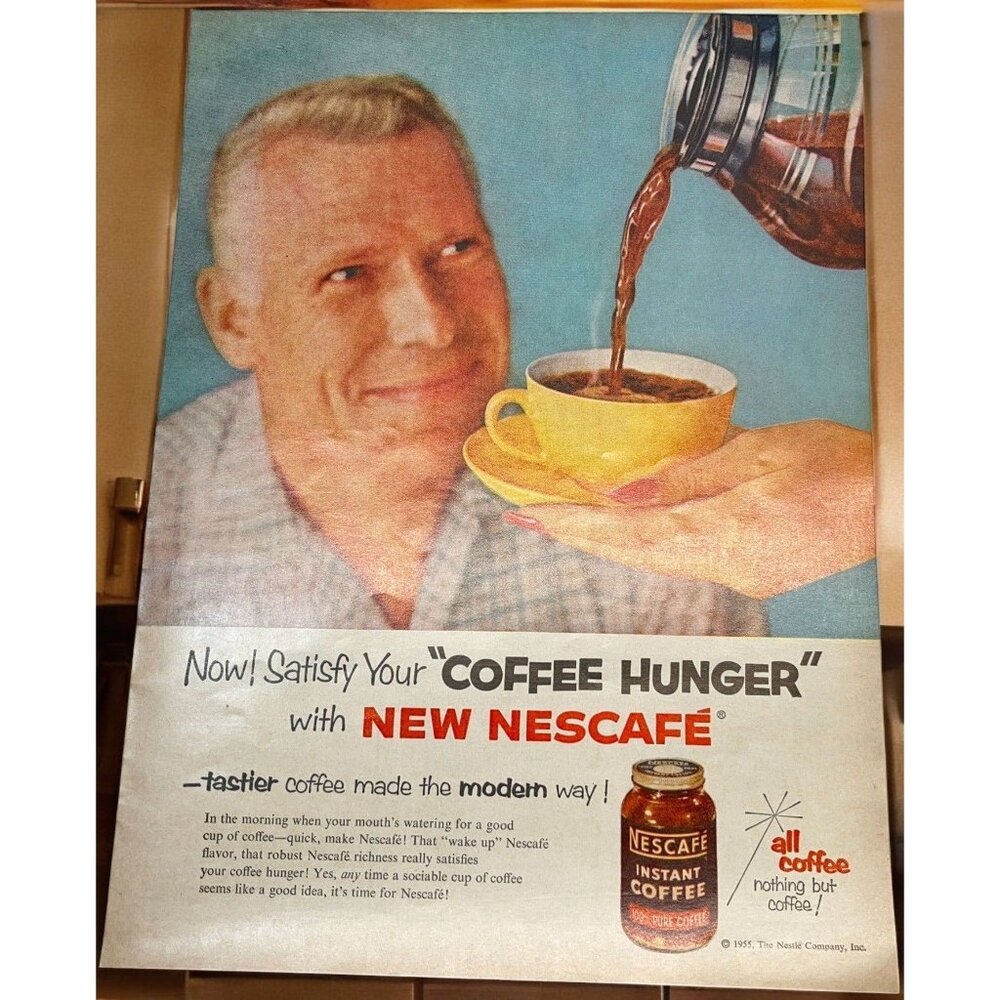 Now! Satisfy Your "COFFEE HUNGER"
with NEW NESCAFÉ®
—tastier coffee made the modern way!
In the morning when your mouth's watering for a good
cup of coffee—quick, make Nescafé! That "wake up" Nescafé
flavor, that robust Nescafé richness really satisfies
your coffee hunger! Yes, any time a sociable cup of coffee
seems like a good idea, it's time for Nescafé!
NESCAFÉ
INSTANT
COFFEE
100% PURE COFFEE
all
coffee
nothing but
coffee!
© 1955, The Nestlé Company, Inc.